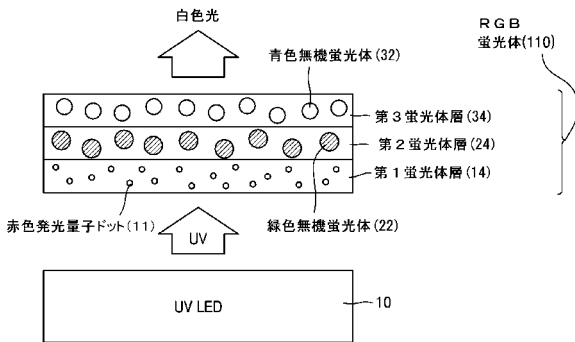 白色光
RGB
蛍光体(110)
青色無機蛍光体(32)
第3蛍光体層(34)
第2蛍光体層(24)
第1蛍光体層(14)
赤色発光量子ドット(11)
UV
緑色無機蛍光体(22)
UV LED
10